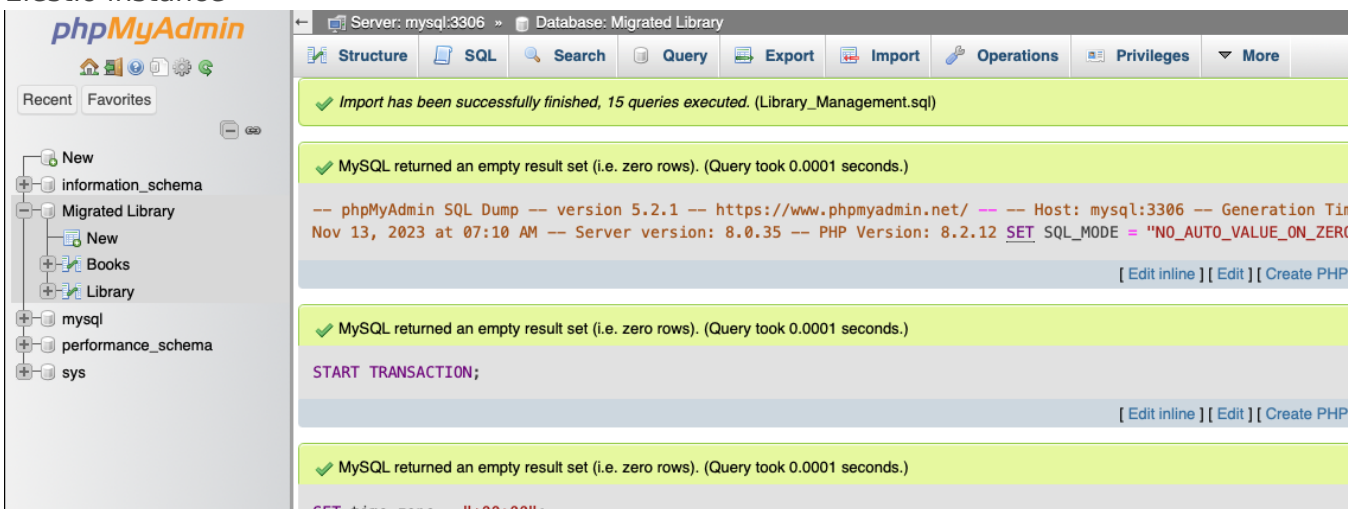 phpMyAdmin
Recent Favorites
New
information_schema
Migrated Library
New
Books
Library
mysql
performance_schema
sys
Server: mysql:3306 » Database: Migrated Library
Structure SQL Search Query Export Import Operations Privileges More
Import has been successfully finished, 15 queries executed. (Library_Management.sql)
MySQL returned an empty result set (i.e. zero rows). (Query took 0.0001 seconds.)
-- phpMyAdmin SQL Dump -- version 5.2.1 -- https://www.phpmyadmin.net/ -- -- Host: mysql:3306 -- Generation Tim
Nov 13, 2023 at 07:10 AM -- Server version: 8.0.35 -- PHP Version: 8.2.12 SET SQL_MODE = "NO_AUTO_VALUE_ON_ZERO
[ Edit inline ] [ Edit ] [ Create PHP
MySQL returned an empty result set (i.e. zero rows). (Query took 0.0001 seconds.)
START TRANSACTION;
[ Edit inline ] [ Edit ] [ Create PHP
MySQL returned an empty result set (i.e. zero rows). (Query took 0.0001 seconds.)